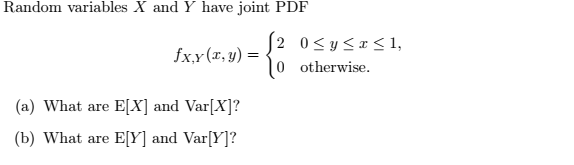 Random variables X and Y have joint PDF
f_{X,Y}(x, y) = { 2  0 ≤ y ≤ x ≤ 1,
0  otherwise.
(a) What are E[X] and Var[X]?
(b) What are E[Y] and Var[Y]?